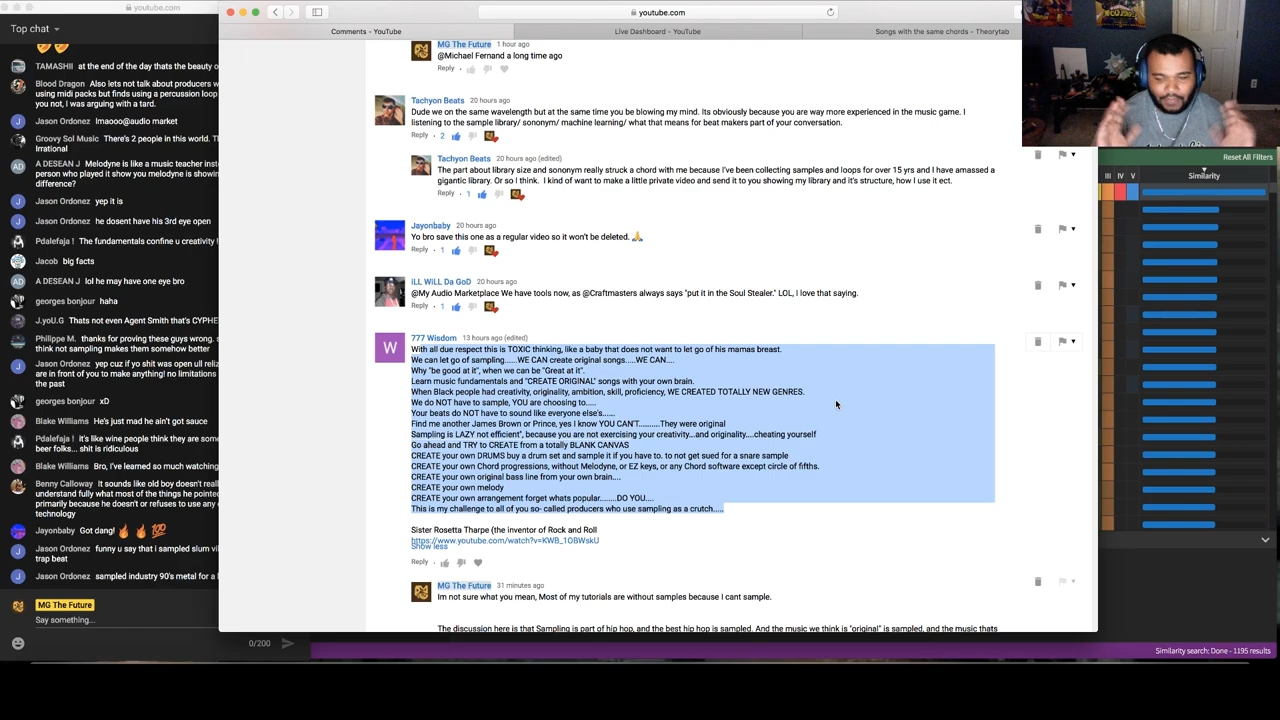 youtube.com
youtube.com
Top chat
Comments - YouTube
Live Dashboard - YouTube
Songs with the same chords - Theorytab
TAMASHII at the end of the day thats the beauty o
Blood Dragon Also lets not talk about producers w
using midi packs but finds using a percussion loop
you not, I was arguing with a tard.
Jason Ordonez lmaooo@audio market
Groovy Sol Music There's 2 people in this world. Th
Irrational
A DESEAN J Melodyne is like a music teacher inste
person who played it show you melodyne is showing
difference?
Jason Ordonez yep it is
Jason Ordonez he dosent have his 3rd eye open
Pdalefaja ! The fundamentals confine u creativity !
Jacob big facts
A DESEAN J lol he may have one eye bro
georges bonjour haha
J.yoU.G Thats not even Agent Smith that's CYPHE
Philippe M. thanks for proving these guys wrong. s
think not sampling makes them somehow better
Jason Ordonez yep cuz if yo shit was black all you
are in front of you to make anything! no limitations
the past
georges bonjour xD
Blake Williams He's just mad he ain't got sauce
Pdalefaja ! it's like wine people think they are some
beer folks... shit is ridiculous
Blake Williams Bro, I've learned so much watching
Benny Calloway It sounds like eyebot doesn't really
understand fully what most of the things he pointed
primarily because he doesn't or refuses to use any
technology
Jayonbaby Got dang! 🔥🔥💯
Jason Ordonez funny u say that i sampled slum vil
trap beat
Jason Ordonez sampled industry 90's metal for a l
MG The Future
Say something...
0/200
MG The Future 1 hour ago
@Michael Fernand a long time ago
Reply
Tachyon Beats 20 hours ago
Dude we on the same wavelength but at the same time you be blowing my mind. Its obviously because you are way more experienced in the music game. I
listening to the sample library/ sononym/ machine learning/ what that means for beat makers part of your conversation.
Reply 2
Tachyon Beats 20 hours ago (edited)
The part about library size and sononym really struck a chord with me because I've been collecting samples and loops for over 15 yrs and I have amassed a
gigantic library. Or so I think. I kind of want to make a little private video and send it to you showing my library and it's structure, how I use it ect.
Reply 1
Jayonbaby 20 hours ago
Yo bro save this one as a regular video so it won't be deleted. 🙏
Reply 1
iLL WiLL Da GoD 20 hours ago
@My Audio Marketplace We have tools now, as @Craftmasters always says "put it in the Soul Stealer." LOL, I love that saying.
Reply 1
W
777 Wisdom 13 hours ago (edited)
With all due respect this is TOXIC thinking, like a baby that does not want to let go of his mamas breast.
We can let go of sampling......WE CAN create original songs.....WE CAN....
Why "be good at it", when we can be "Great at it".
Learn music fundamentals and "CREATE ORIGINAL" songs with your own brain.
When Black people had creativity, originality, ambition, skill, proficiency, WE CREATED TOTALLY NEW GENRES.
We do NOT have to sample, YOU are choosing to.....
Your beats do NOT have to sound like everyone else's......
Find me another James Brown or Prince, yes I know YOU CAN'T..........They were original
Sampling is LAZY not efficient", because you are not exercising your creativity...and originality....cheating yourself
Go ahead and TRY to CREATE from a totally BLANK CANVAS
CREATE your own DRUMS buy a drum set and sample it if you have to. to not get sued for a snare sample
CREATE your own Chord progressions, without Melodyne, or EZ keys, or any Chord software except circle of fifths.
CREATE your own original bass line from your own brain....
CREATE your own melody
CREATE your own arrangement forget whats popular........DO YOU....
This is my challenge to all of you so- called producers who use sampling as a crutch.....
Sister Rosetta Tharpe (the inventor of Rock and Roll
https://www.youtube.com/watch?v=KWB_1OBWskU
Show less
Reply
MG The Future 31 minutes ago
Im not sure what you mean, Most of my tutorials are without samples because I cant sample.
The discussion here is that Sampling is part of hip hop, and the best hip hop is sampled. And the music we think is "original" is sampled, and the music thats
Reset All Filters
III IV V Similarity
Similarity search: Done - 1195 results